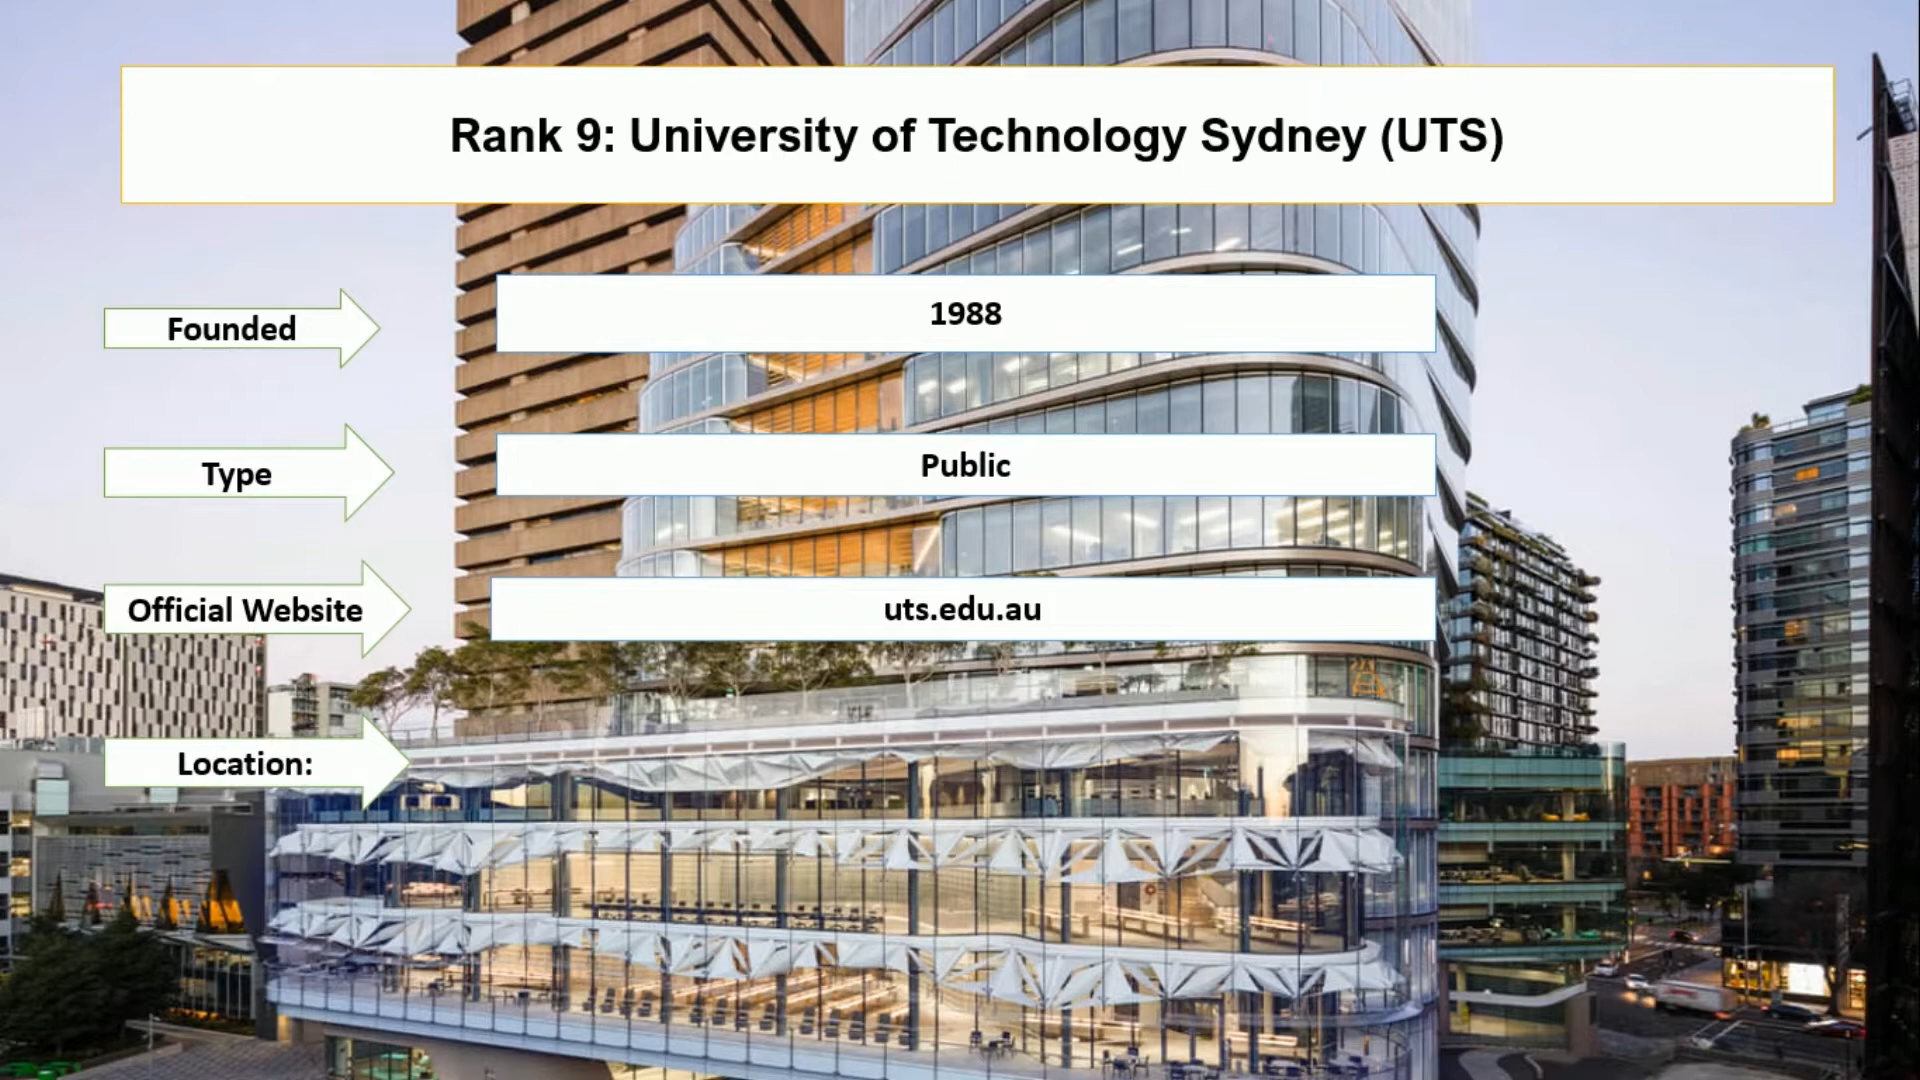 Rank 9: University of Technology Sydney (UTS)
Founded
1988
Type
Public
Official Website
uts.edu.au
Location: